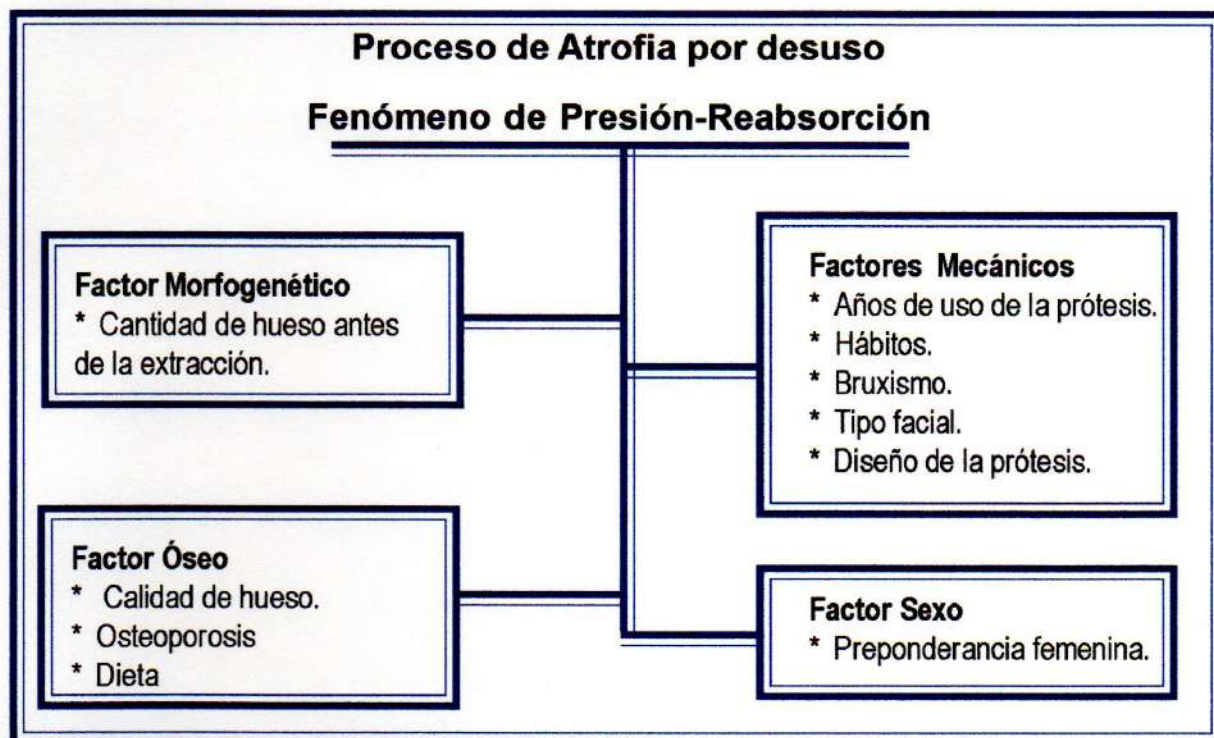 Proceso de Atrofia por desuso
Fenómeno de Presión-Reabsorción
Factor Morfogenético
* Cantidad de hueso antes
de la extracción.
Factores Mecánicos
* Años de uso de la prótesis.
* Hábitos.
* Bruxismo.
* Tipo facial.
* Diseño de la prótesis.
Factor Óseo
* Calidad de hueso.
* Osteoporosis
* Dieta
Factor Sexo
* Preponderancia femenina.